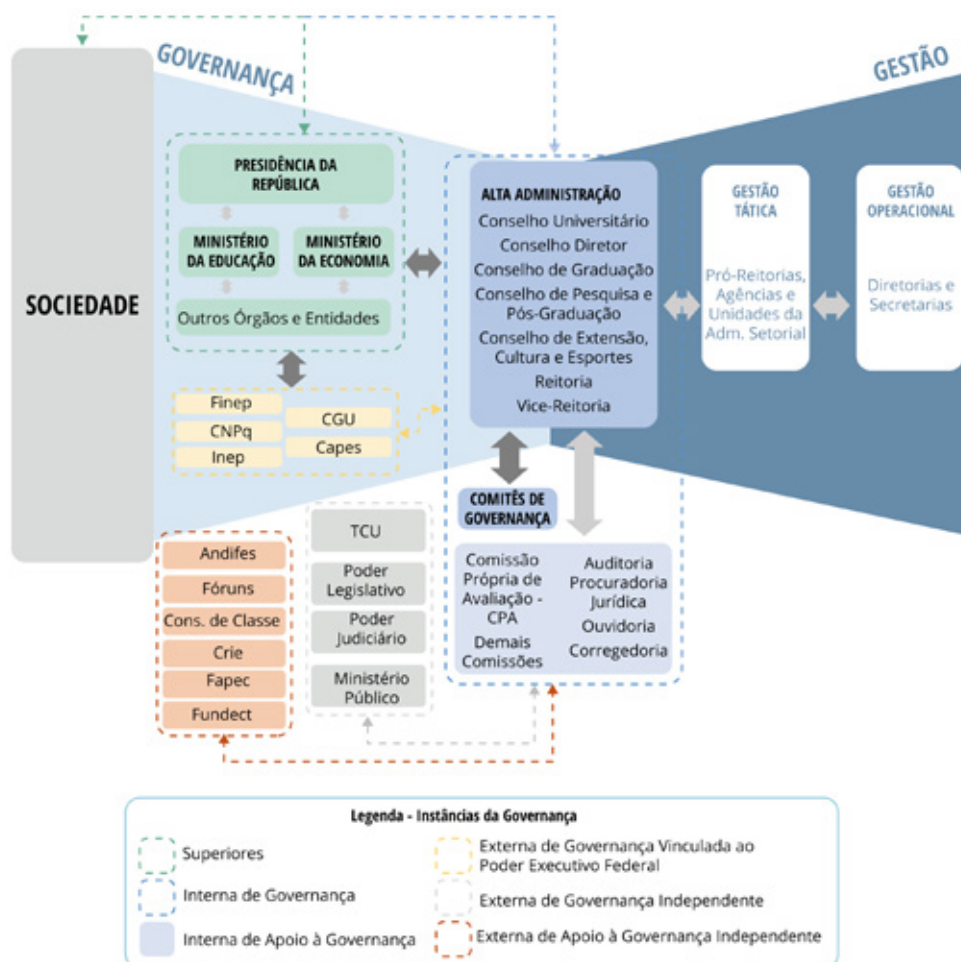 GOVERNANÇA
GESTÃO
SOCIEDADE
PRESIDÊNCIA DA
REPÚBLICA
MINISTÉRIO
DA EDUCAÇÃO
MINISTÉRIO
DA ECONOMIA
Outros Órgãos e Entidades
Finep
CNPq
Inep
CGU
Capes
Andifes
Fóruns
Cons. de Classe
Crie
Fapec
Fundect
TCU
Poder
Legislativo
Poder
Judiciário
Ministério
Público
ALTA ADMINISTRAÇÃO
Conselho Universitário
Conselho Diretor
Conselho de Graduação
Conselho de Pesquisa e
Pós-Graduação
Conselho de Extensão,
Cultura e Esportes
Reitoria
Vice-Reitoria
COMITÊS DE
GOVERNANÇA
Comissão
Própria de
Avaliação -
CPA
Demais
Comissões
Auditoria
Procuradoria
Jurídica
Ouvidoria
Corregedoria
GESTÃO
TÁTICA
Pró-Reitorias,
Agências e
Unidades da
Adm. Setorial
GESTÃO
OPERACIONAL
Diretorias e
Secretarias
Legenda - Instâncias da Governança
Superiores
Interna de Governança
Interna de Apoio à Governança
Externa de Governança Vinculada ao
Poder Executivo Federal
Externa de Governança Independente
Externa de Apoio à Governança Independente